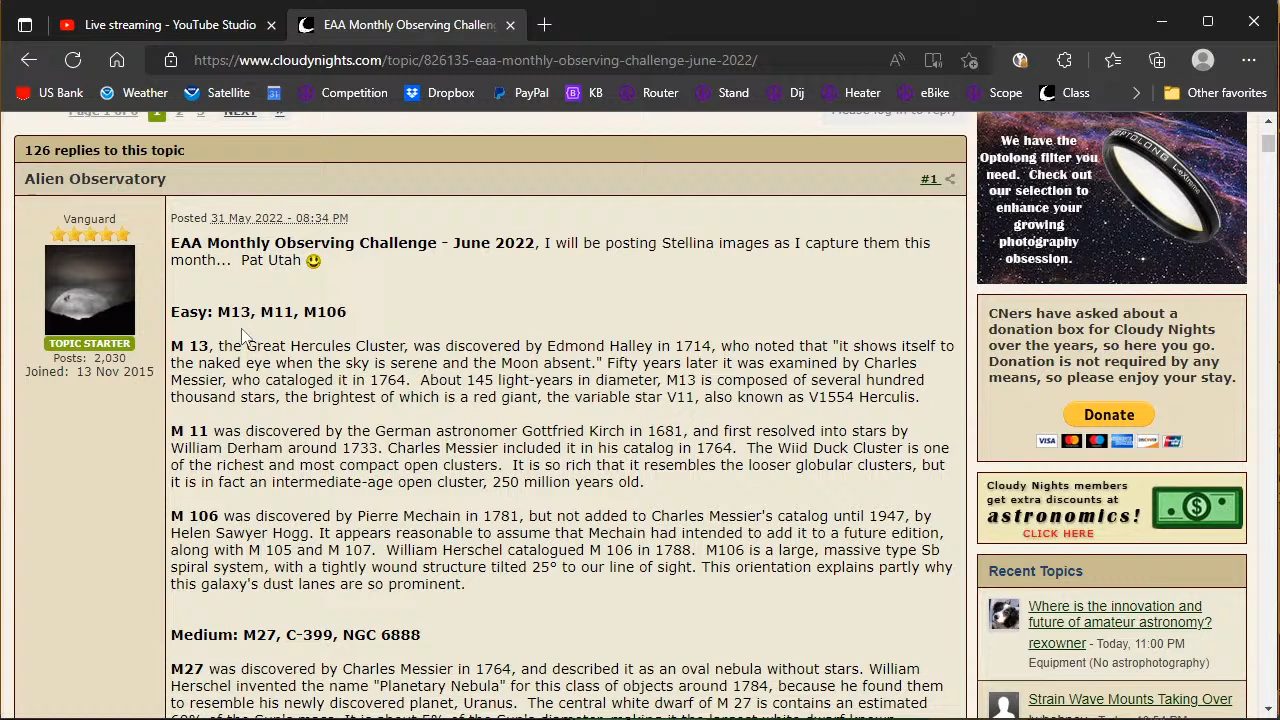 Live streaming - YouTube Studio
EAA Monthly Observing Challeng
https://www.cloudynights.com/topic/826135-eaa-monthly-observing-challenge-june-2022/
US Bank Weather Satellite Competition Dropbox PayPal KB Router Stand Dij Heater eBike Scope Class Other favorites
Page 1 of 6 1 2 3 NEXT »
Please log in to reply
126 replies to this topic
Alien Observatory
#1
Vanguard
TOPIC STARTER
Posts: 2,030
Joined: 13 Nov 2015
Posted 31 May 2022 - 08:34 PM
EAA Monthly Observing Challenge - June 2022, I will be posting Stellina images as I capture them this
month... Pat Utah
Easy: M13, M11, M106
M 13, the Great Hercules Cluster, was discovered by Edmond Halley in 1714, who noted that "it shows itself to
the naked eye when the sky is serene and the Moon absent." Fifty years later it was examined by Charles
Messier, who cataloged it in 1764. About 145 light-years in diameter, M13 is composed of several hundred
thousand stars, the brightest of which is a red giant, the variable star V11, also known as V1554 Herculis.
M 11 was discovered by the German astronomer Gottfried Kirch in 1681, and first resolved into stars by
William Derham around 1733. Charles Messier included it in his catalog in 1764. The Wiid Duck Cluster is one
of the richest and most compact open clusters. It is so rich that it resembles the looser globular clusters, but
it is in fact an intermediate-age open cluster, 250 million years old.
M 106 was discovered by Pierre Mechain in 1781, but not added to Charles Messier's catalog until 1947, by
Helen Sawyer Hogg. It appears reasonable to assume that Mechain had intended to add it to a future edition,
along with M 105 and M 107. William Herschel catalogued M 106 in 1788. M106 is a large, massive type Sb
spiral system, with a tightly wound structure tilted 25° to our line of sight. This orientation explains partly why
this galaxy's dust lanes are so prominent.
Medium: M27, C-399, NGC 6888
M27 was discovered by Charles Messier in 1764, and described it as an oval nebula without stars. William
Herschel invented the name "Planetary Nebula" for this class of objects around 1784, because he found them
to resemble his newly discovered planet, Uranus. The central white dwarf of M 27 is contains an estimated
We have the
Optolong filter you
need. Check out
our selection to
enhance your
growing
photography
obsession.
OPTOLONG L-eXtreme
CNers have asked about a
donation box for Cloudy Nights
over the years, so here you go.
Donation is not required by any
means, so please enjoy your stay.
Donate
VISA
Cloudy Nights members
get extra discounts at
astronomics!
CLICK HERE
Recent Topics
Where is the innovation and
future of amateur astronomy?
rexowner - Today, 11:00 PM
Equipment (No astrophotography)
Strain Wave Mounts Taking Over